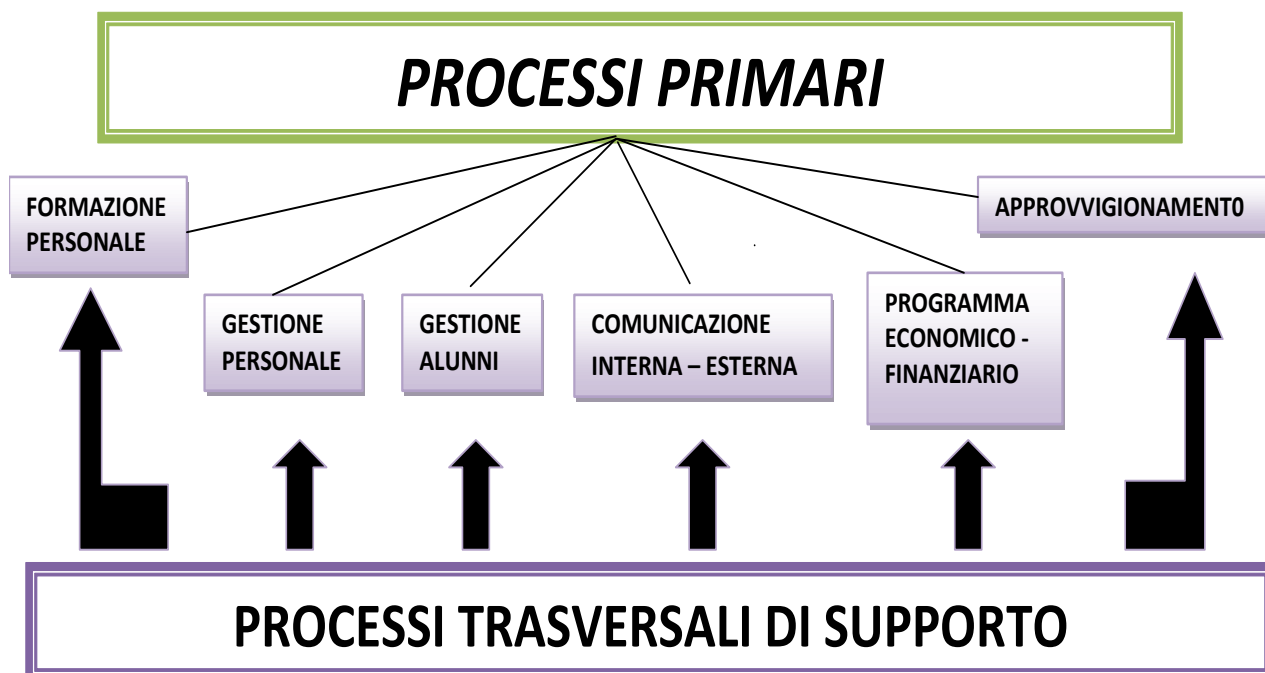 PROCESSI PRIMARI
FORMAZIONE
PERSONALE
GESTIONE
PERSONALE
GESTIONE
ALUNNI
COMUNICAZIONE
INTERNA – ESTERNA
PROGRAMMA
ECONOMICO -
FINANZIARIO
APPROVVIGIONAMENT0
PROCESSI TRASVERSALI DI SUPPORTO